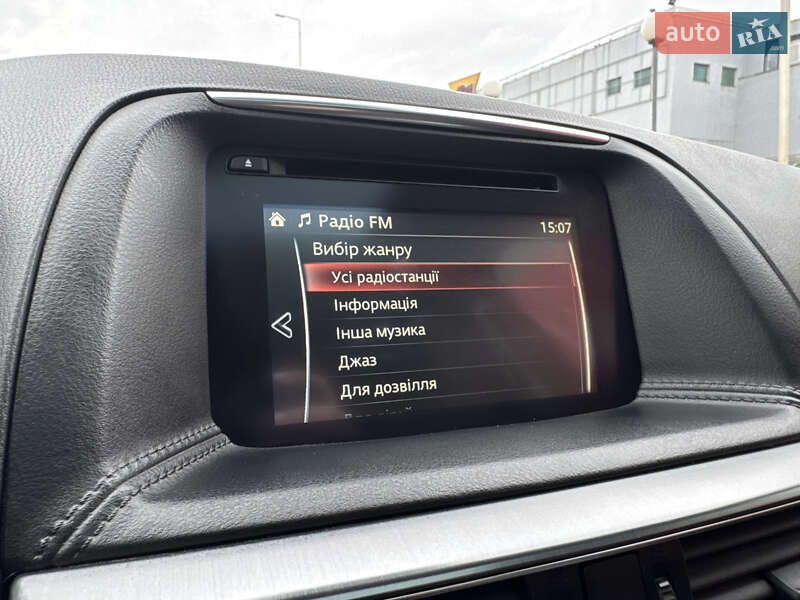 auto RIA
Радіо FM 15:07
Вибір жанру
Усі радіостанції
Інформація
Інша музика
Джаз
Для дозвілля